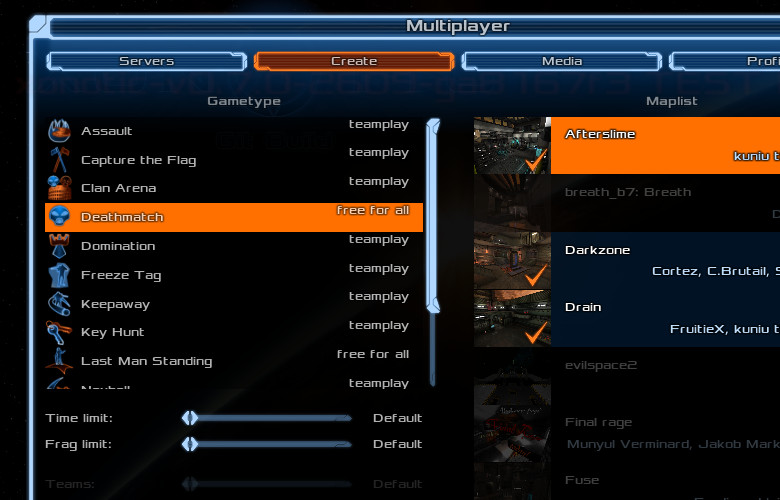 Multiplayer
Servers
Create
Media
Profi
Gametype
Assault teamplay
Capture the Flag teamplay
Clan Arena teamplay
Deathmatch free for all
Domination teamplay
Freeze Tag teamplay
Keepaway teamplay
Key Hunt teamplay
Last Man Standing free for all
Nexball teamplay
Time limit: Default
Frag limit: Default
Teams: Default
Maplist
Afterslime
kuniu t
breath_b7: Breath
Darkzone
Cortez, C.Brutail, S
Drain
FruitieX, kuniu t
evilspace2
Final rage
Munyul Verminard, Jakob Mark
Fuse